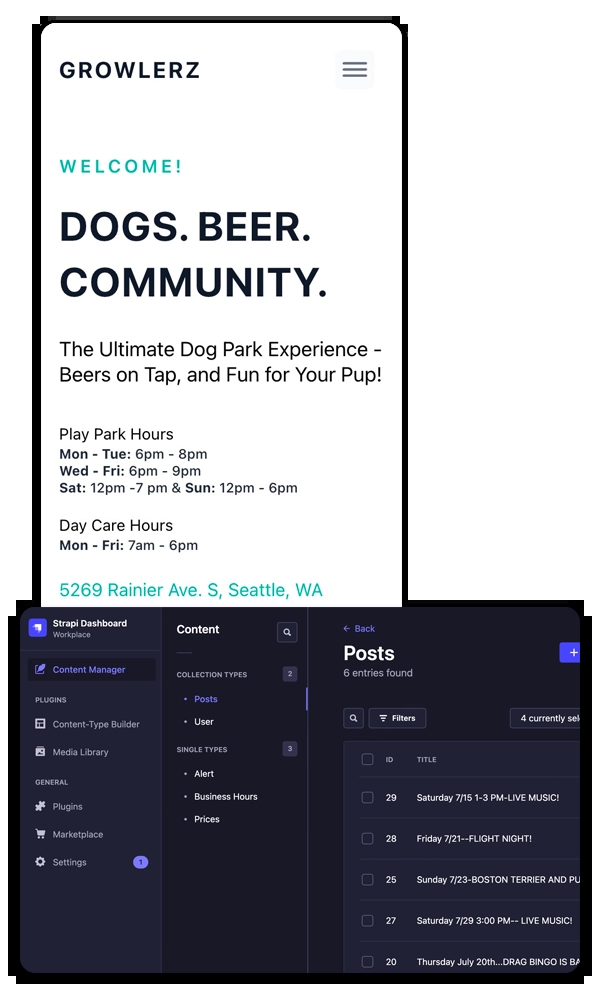 GROWLERZ
WELCOME!
DOGS. BEER.
COMMUNITY.
The Ultimate Dog Park Experience -
Beers on Tap, and Fun for Your Pup!
Play Park Hours
Mon - Tue: 6pm - 8pm
Wed - Fri: 6pm - 9pm
Sat: 12pm -7 pm & Sun: 12pm - 6pm
Day Care Hours
Mon - Fri: 7am - 6pm
5269 Rainier Ave. S, Seattle, WA
Strapi Dashboard
Workplace
Content Manager
PLUGINS
Content-Type Builder
Media Library
GENERAL
Plugins
Marketplace
Settings 1
Content
COLLECTION TYPES 2
Posts
User
SINGLE TYPES 3
Alert
Business Hours
Prices
← Back
Posts
6 entries found
+
Filters
4 currently sel
ID TITLE
29 Saturday 7/15 1-3 PM-LIVE MUSIC!
28 Friday 7/21--FLIGHT NIGHT!
25 Sunday 7/23-BOSTON TERRIER AND PU
27 Saturday 7/29 3:00 PM-- LIVE MUSIC!
20 Thursday July 20th...DRAG BINGO IS BA